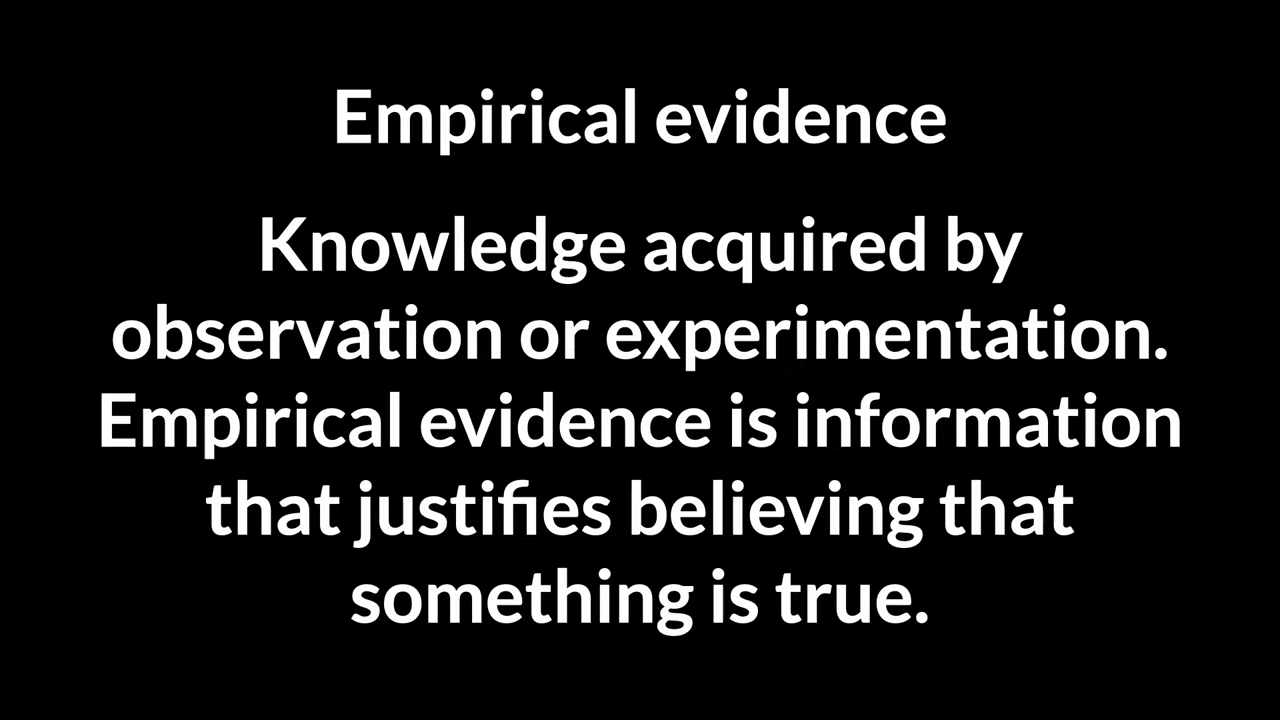 Empirical evidence
Knowledge acquired by
observation or experimentation.
Empirical evidence is information
that justifies believing that
something is true.